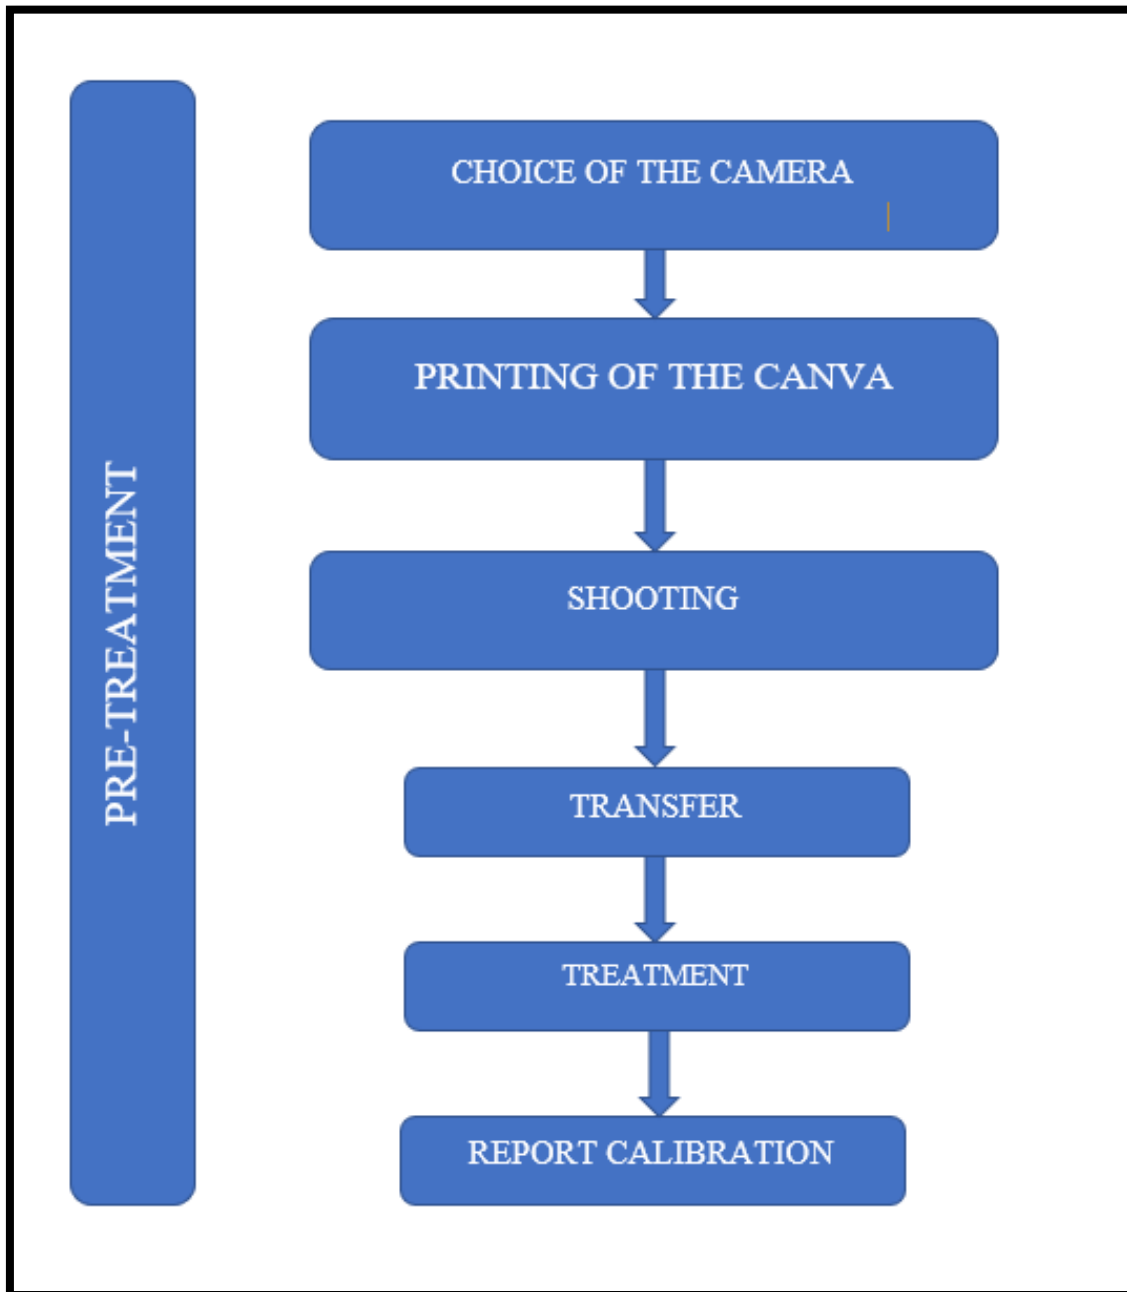 PRE-TREATMENT
CHOICE OF THE CAMERA
PRINTING OF THE CANVA
SHOOTING
TRANSFER
TREATMENT
REPORT CALIBRATION